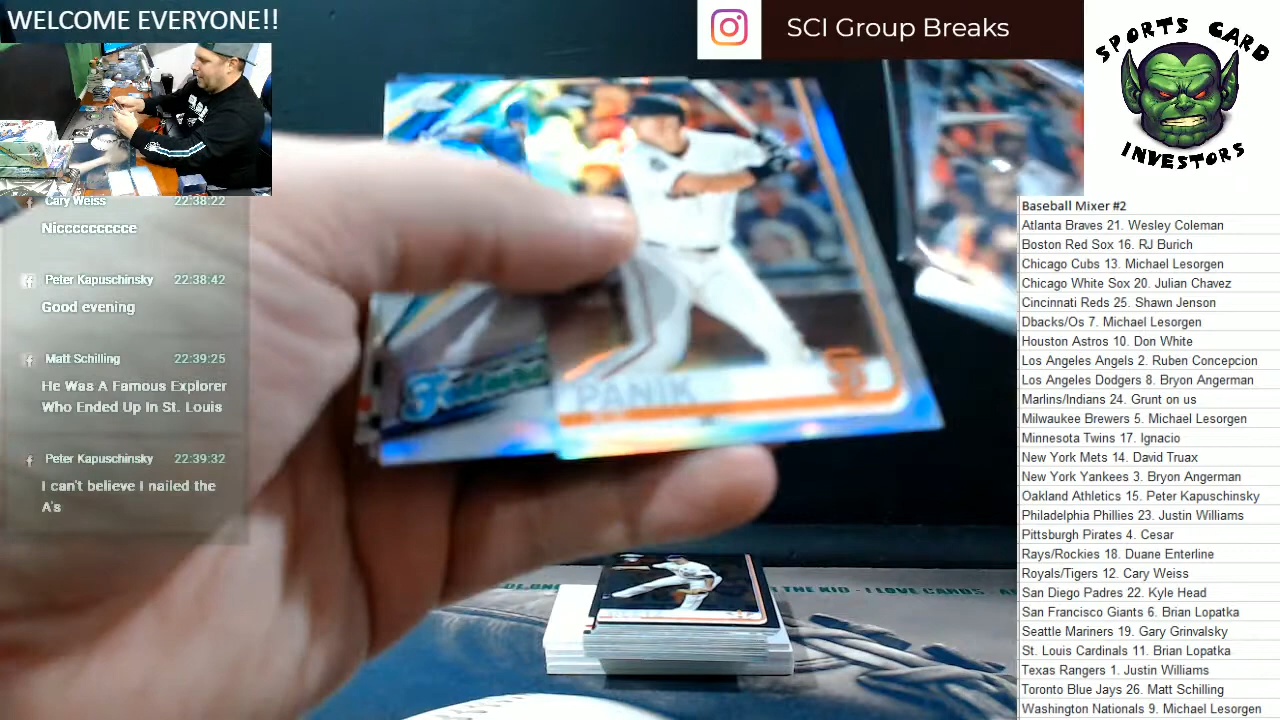 WELCOME EVERYONE!!
SCI Group Breaks
SPORTS CARD
INVESTORS
Cary Weiss 22:38:22
Niccccccccce
Peter Kapuschinsky 22:38:42
Good evening
Matt Schilling 22:39:25
He Was A Famous Explorer
Who Ended Up In St. Louis
Peter Kapuschinsky 22:39:32
I can't believe I nailed the
A's
PANIK
THE KID - I LOVE CARDS
Baseball Mixer #2
Atlanta Braves 21. Wesley Coleman
Boston Red Sox 16. RJ Burich
Chicago Cubs 13. Michael Lesorgen
Chicago White Sox 20. Julian Chavez
Cincinnati Reds 25. Shawn Jenson
Dbacks/Os 7. Michael Lesorgen
Houston Astros 10. Don White
Los Angeles Angels 2. Ruben Concepcion
Los Angeles Dodgers 8. Bryon Angerman
Marlins/Indians 24. Grunt on us
Milwaukee Brewers 5. Michael Lesorgen
Minnesota Twins 17. Ignacio
New York Mets 14. David Truax
New York Yankees 3. Bryon Angerman
Oakland Athletics 15. Peter Kapuschinsky
Philadelphia Phillies 23. Justin Williams
Pittsburgh Pirates 4. Cesar
Rays/Rockies 18. Duane Enterline
Royals/Tigers 12. Cary Weiss
San Diego Padres 22. Kyle Head
San Francisco Giants 6. Brian Lopatka
Seattle Mariners 19. Gary Grinvalsky
St. Louis Cardinals 11. Brian Lopatka
Texas Rangers 1. Justin Williams
Toronto Blue Jays 26. Matt Schilling
Washington Nationals 9. Michael Lesorgen